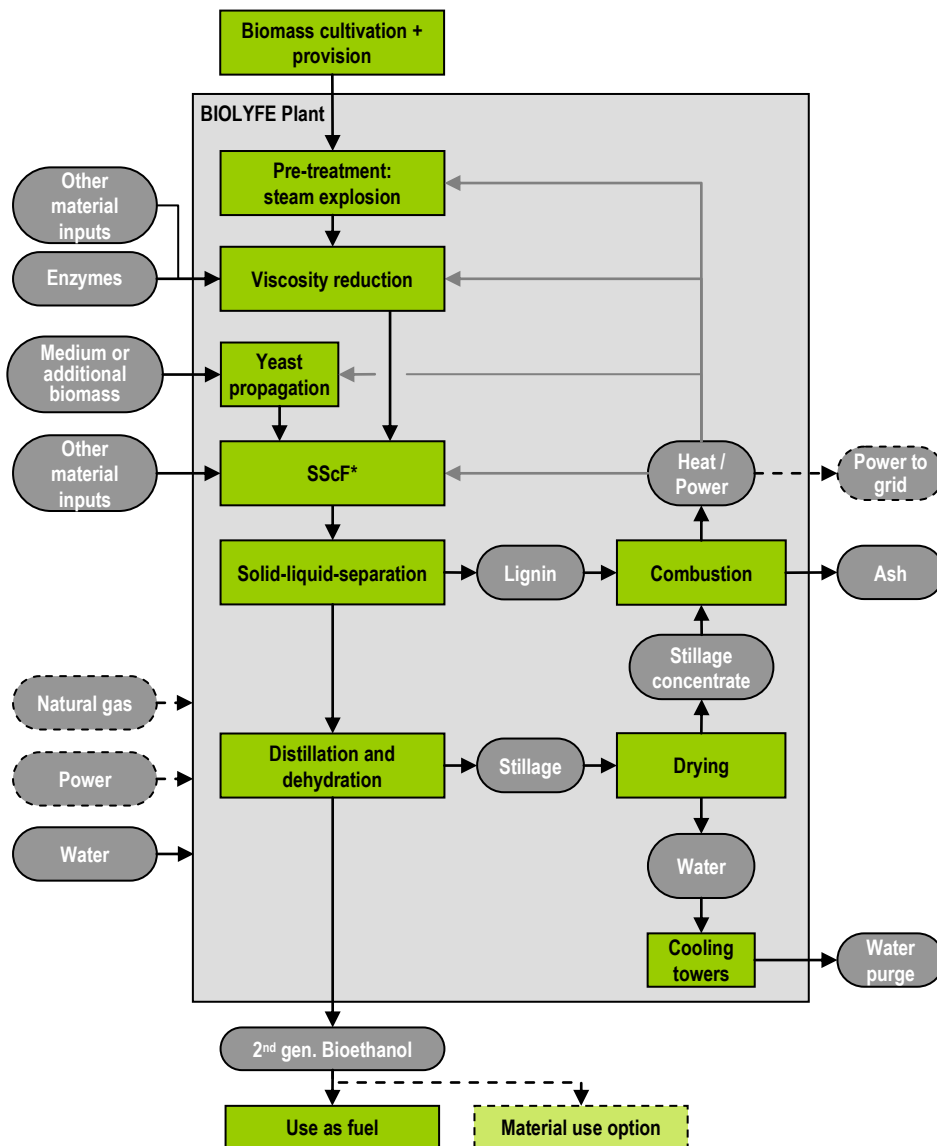 Biomass cultivation +
provision
BIOLYFE Plant
Pre-treatment:
steam explosion
Other
material
inputs
Enzymes
Viscosity reduction
Medium or
additional
biomass
Yeast
propagation
Other
material
inputs
SScF*
Heat /
Power
Power to
grid
Solid-liquid-separation
Lignin
Combustion
Ash
Stillage
concentrate
Natural gas
Distillation and
dehydration
Stillage
Drying
Power
Water
Water
Cooling
towers
Water
purge
2nd gen. Bioethanol
Use as fuel
Material use option